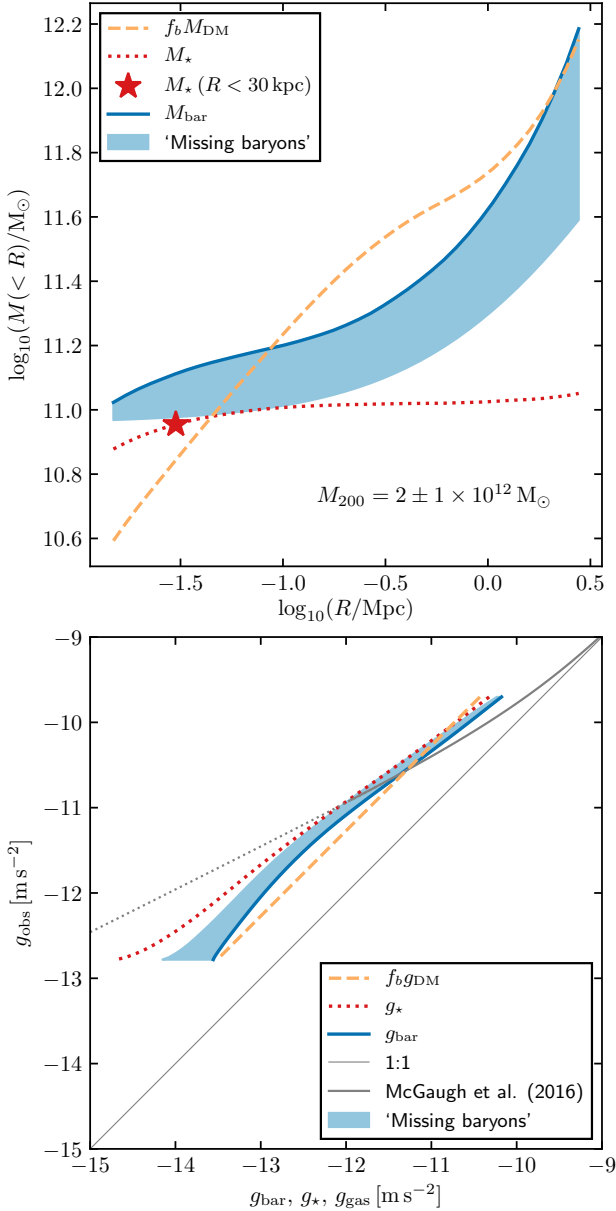 12.2
12.0
11.8
11.6
11.4
11.2
11.0
10.8
10.6
log₁₀(M(< R)/M⊙)
f_b M_DM
M⋆
M⋆ (R < 30 kpc)
M_bar
‘Missing baryons’
M₂₀₀ = 2 ± 1 × 10¹² M⊙
−1.5 −1.0 −0.5 0.0 0.5
log₁₀(R/Mpc)
−9
−10
−11
−12
−13
−14
−15
g_obs [m s⁻²]
f_b g_DM
g⋆
g_bar
1:1
McGaugh et al. (2016)
‘Missing baryons’
−15 −14 −13 −12 −11 −10 −9
g_bar, g⋆, g_gas [m s⁻²]